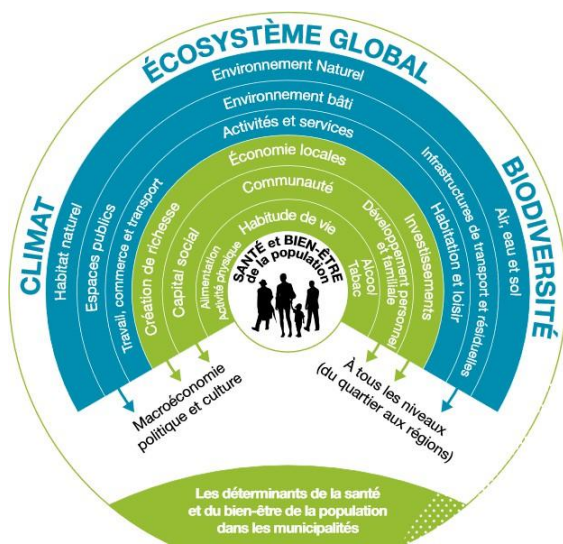 ÉCOSYSTÈME GLOBAL
CLIMAT
BIODIVERSITÉ
Environnement Naturel
Habitat naturel
Air, eau et sol
Environnement bâti
Espaces publics
Infrastructures de transport et résiduelles
Activités et services
Travail, commerce et transport
Habitation et loisir
Économie locales
Création de richesse
Investissements
Communauté
Capital social
Développement personnel
et familiale
Habitude de vie
Alimentation
Activité physique
Alcool
Tabac
SANTÉ et BIEN-ÊTRE
de la population
Macroéconomie
politique et culture
À tous les niveaux
(du quartier aux régions)
Les déterminants de la santé
et du bien-être de la population
dans les municipalités